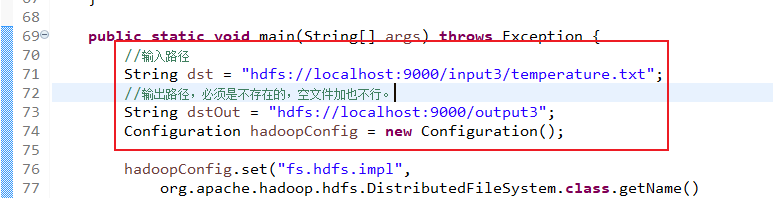 67 }
68
69 public static void main(String[] args) throws Exception {
70 //输入路径
71 String dst = "hdfs://localhost:9000/input3/temperature.txt";
72 //输出路径，必须是不存在的，空文件加也不行。
73 String dstOut = "hdfs://localhost:9000/output3";
74 Configuration hadoopConfig = new Configuration();
75
76 hadoopConfig.set("fs.hdfs.impl",
77 org.apache.hadoop.hdfs.DistributedFileSystem.class.getName()